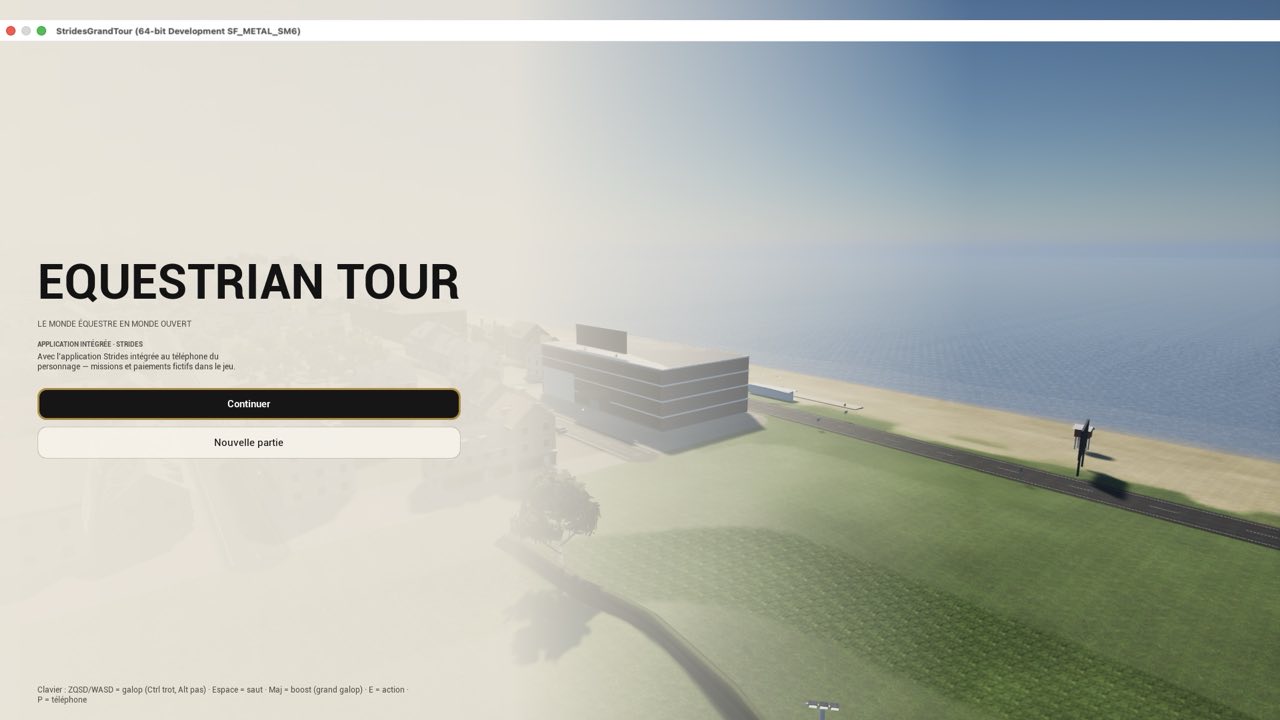 StridesGrandTour (64-bit Development SF_METAL_SM6)
EQUESTRIAN TOUR
LE MONDE ÉQUESTRE EN MONDE OUVERT
APPLICATION INTÉGRÉE · STRIDES
Avec l'application Strides intégrée au téléphone du
personnage — missions et paiements fictifs dans le jeu.
Continuer
Nouvelle partie
Clavier : ZQSD/WASD = galop (Ctrl trot, Alt pas) · Espace = saut · Maj = boost (grand galop) · E = action ·
P = téléphone